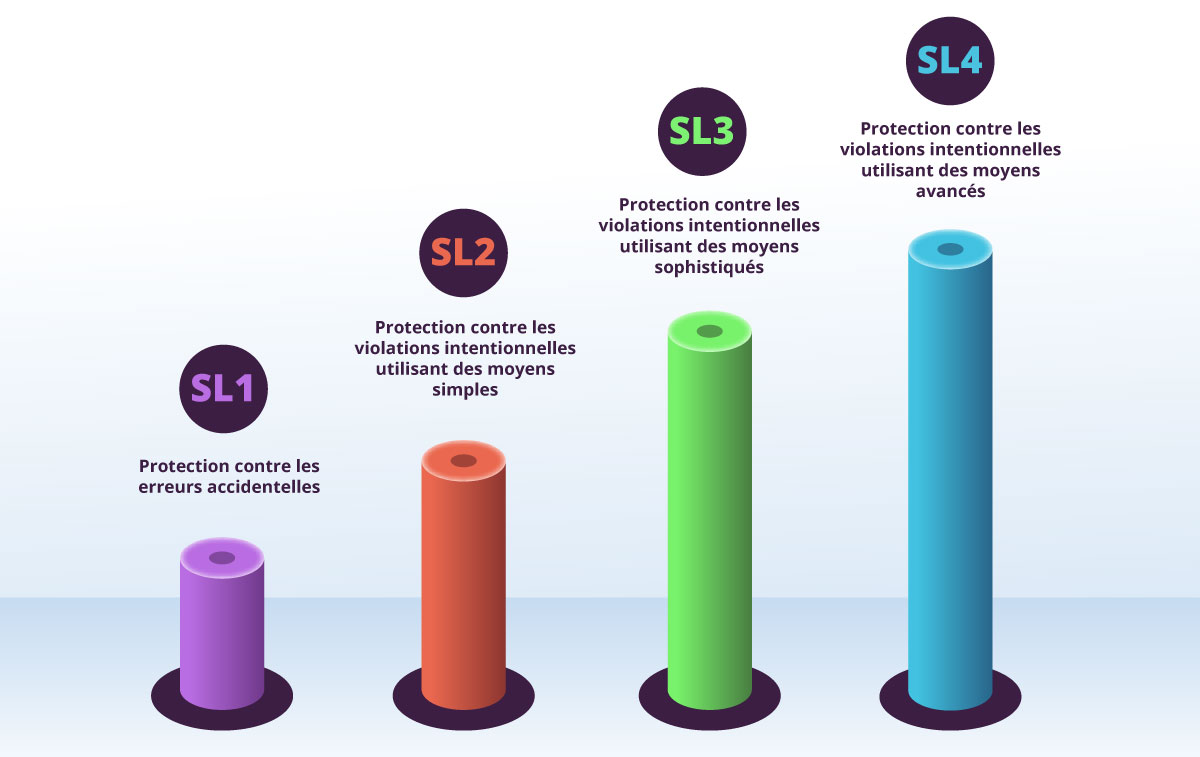 SL1
Protection contre les
erreurs accidentelles
SL2
Protection contre les
violations intentionnelles
utilisant des moyens
simples
SL3
Protection contre les
violations intentionnelles
utilisant des moyens
sophistiqués
SL4
Protection contre les
violations intentionnelles
utilisant des moyens
avancés